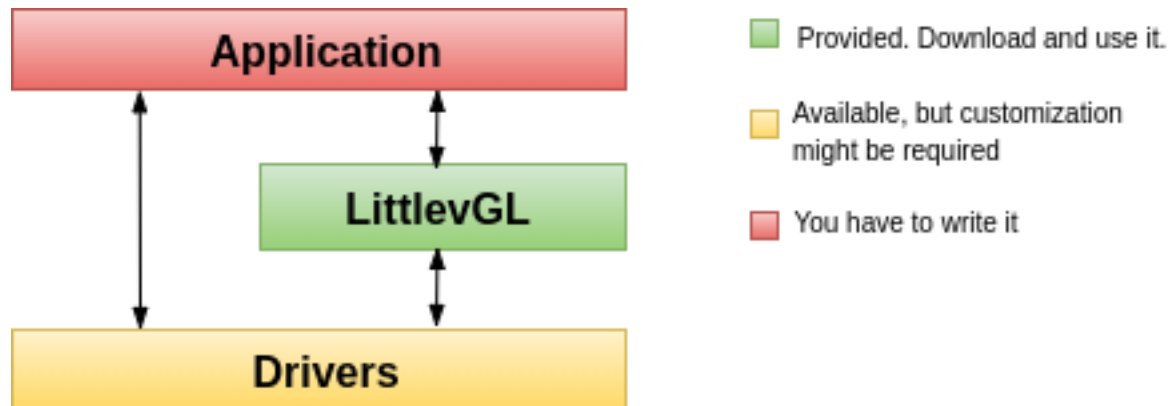 Application
LittlevGL
Drivers
Provided. Download and use it.
Available, but customization
might be required
You have to write it